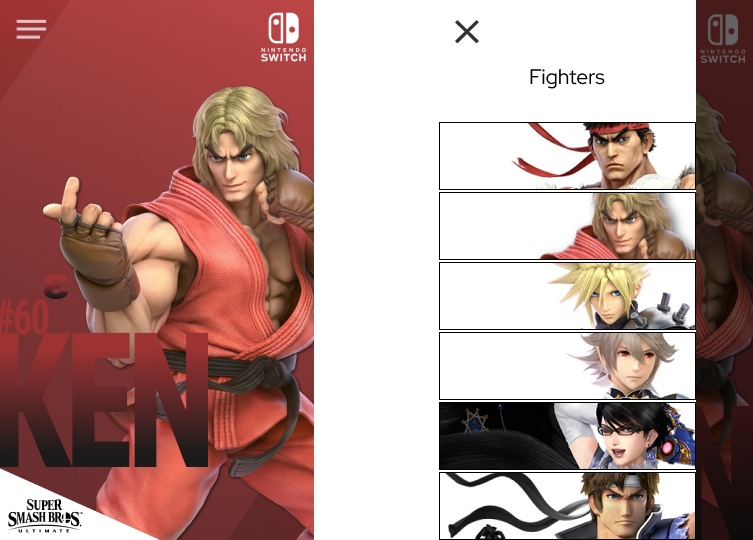 NINTENDO
SWITCH
#60
KEN
SUPER
SMASH BROS.
ULTIMATE
Fighters
NINTENDO
SWITCH
N